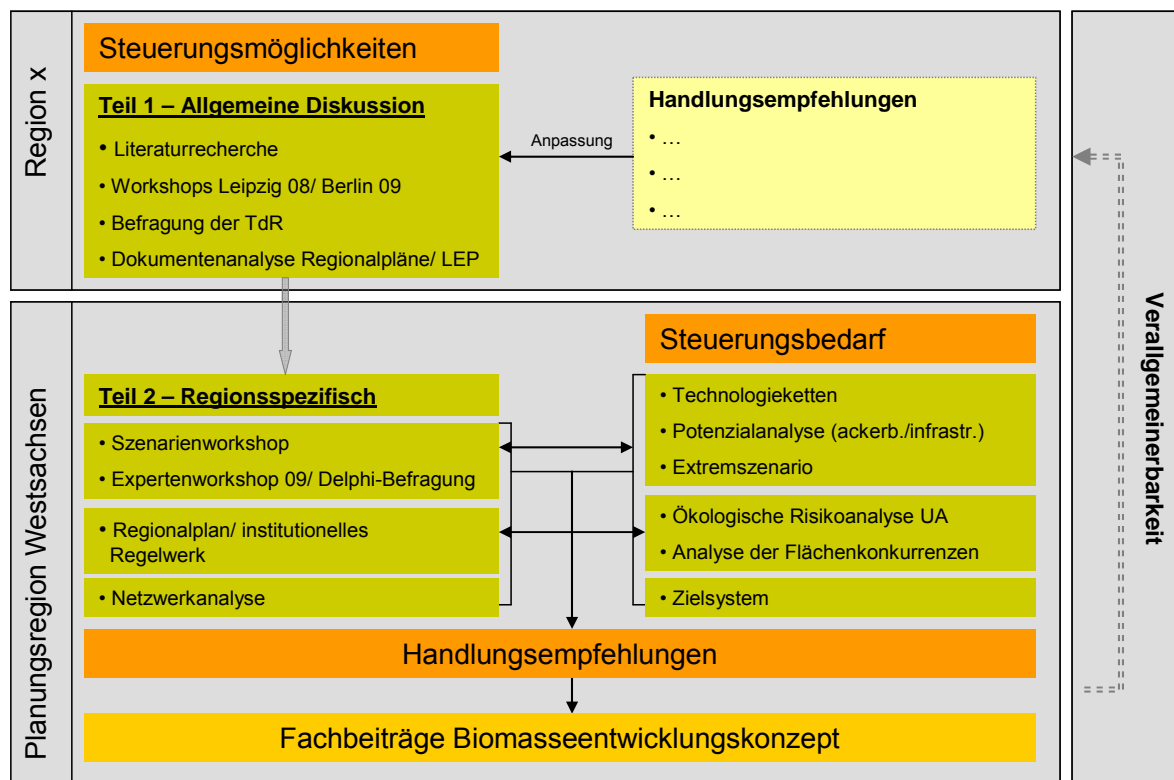 Region x
Steuerungsmöglichkeiten
Teil 1 – Allgemeine Diskussion
• Literaturrecherche
• Workshops Leipzig 08/ Berlin 09
• Befragung der TdR
• Dokumentenanalyse Regionalpläne/ LEP
Anpassung
Handlungsempfehlungen
• …
• …
• …
Planungsregion Westsachsen
Teil 2 – Regionsspezifisch
• Szenarienworkshop
• Expertenworkshop 09/ Delphi-Befragung
• Regionalplan/ institutionelles
Regelwerk
• Netzwerkanalyse
Steuerungsbedarf
• Technologieketten
• Potenzialanalyse (ackerb./infrastr.)
• Extremszenario
• Ökologische Risikoanalyse UA
• Analyse der Flächenkonkurrenzen
• Zielsystem
Handlungsempfehlungen
Fachbeiträge Biomasseentwicklungskonzept
Verallgemeinerbarkeit